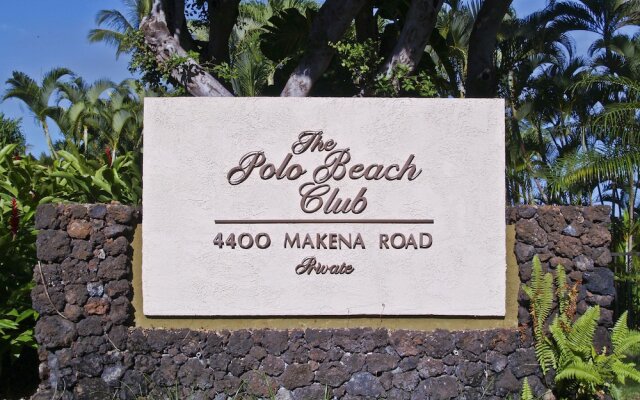 The
Polo Beach
Club
4400 MAKENA ROAD
Private